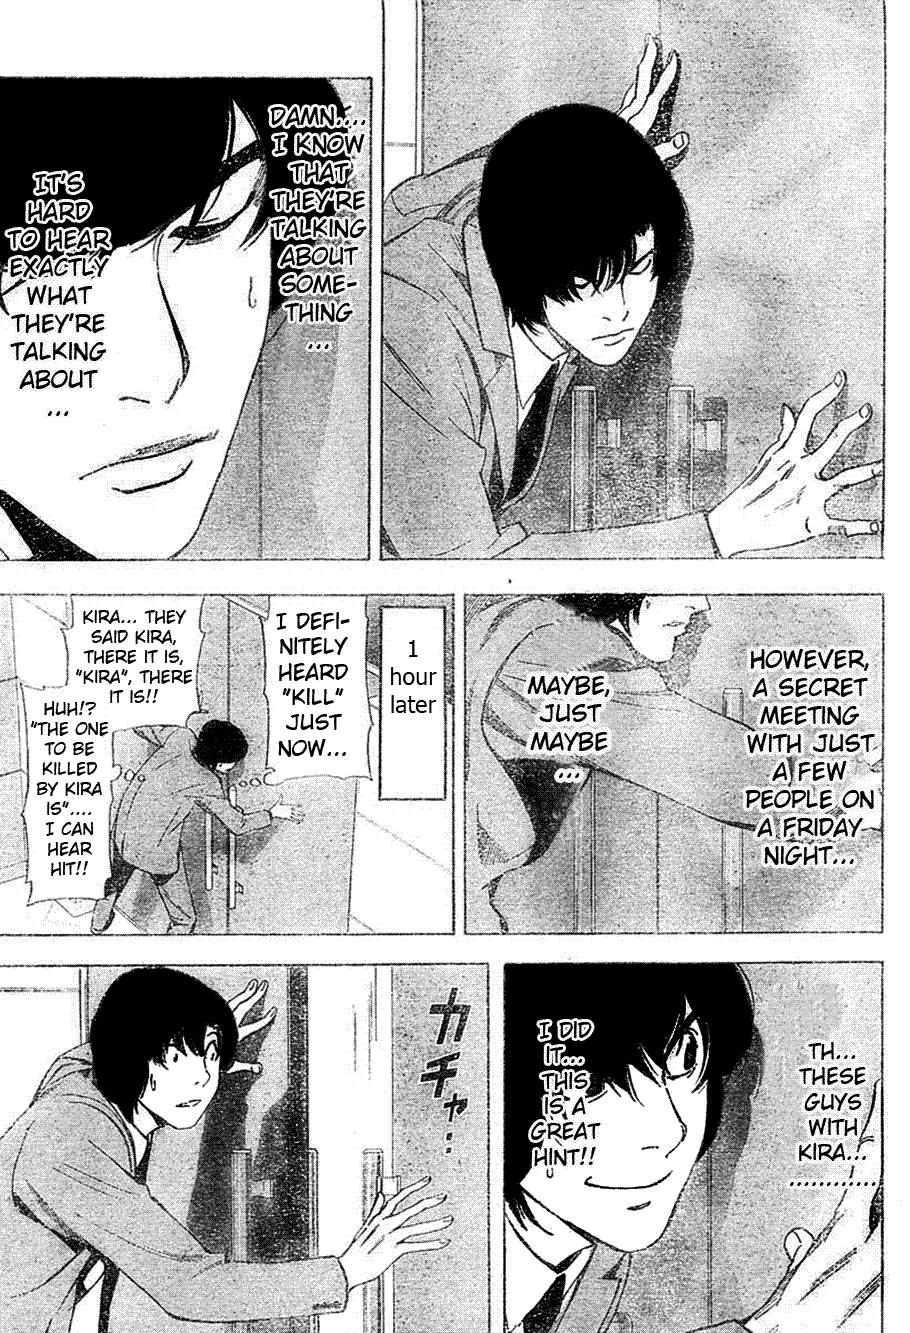 DAMN....
I KNOW
THAT
THEY'RE
TALKING
ABOUT
SOME-
THING
...
IT'S
HARD
TO HEAR
EXACTLY
WHAT
THEY'RE
TALKING
ABOUT
...
HOWEVER,
A SECRET
MEETING
WITH JUST
A FEW
PEOPLE ON
A FRIDAY
NIGHT...
MAYBE,
JUST
MAYBE
...
1
hour
later
I DEFI-
NITELY
HEARD
"KILL"
JUST
NOW...
KIRA... THEY
SAID KIRA,
THERE IT IS,
"KIRA", THERE
IT IS!!
HUH!?
"THE ONE
TO BE
KILLED
BY KIRA
IS"....
I CAN
HEAR
HIT!!
TH...
THESE
GUYS
WITH
KIRA...
.............
I DID
IT...
THIS
IS A
GREAT
HINT!!
カチャ・